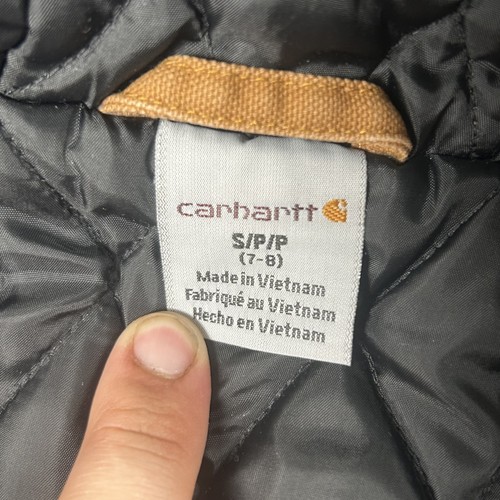 carhartt
S/P/P
(7-8)
Made in Vietnam
Fabriqué au Vietnam
Hecho en Vietnam